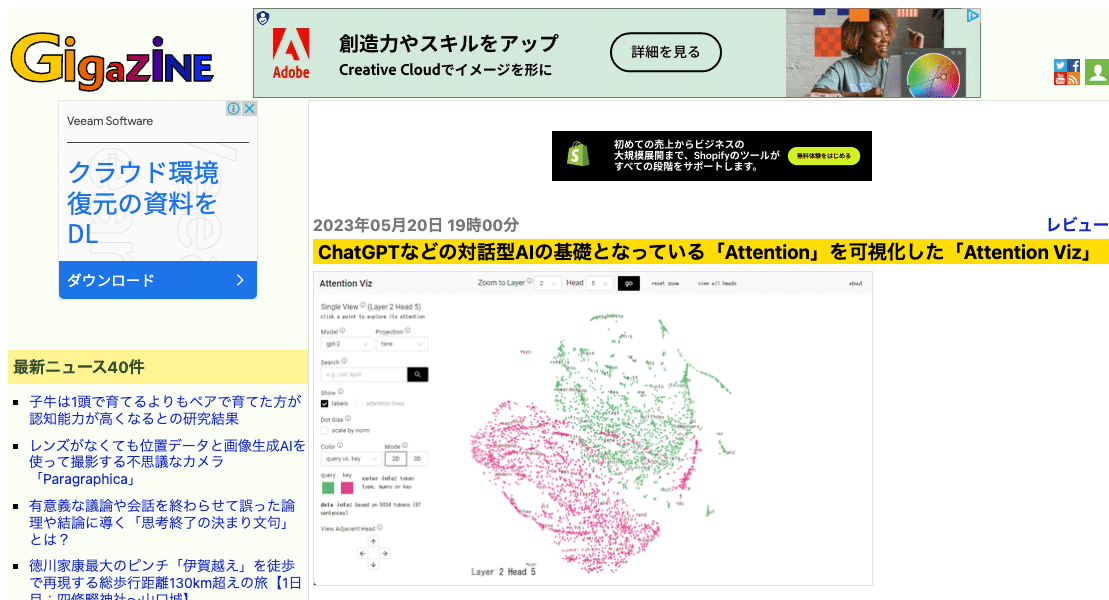 GigaZiNE
Adobe
創造力やスキルをアップ
Creative Cloudでイメージを形に
詳細を見る
Veeam Software
クラウド環境
復元の資料を
DL
ダウンロード
初めての売上からビジネスの
大規模展開まで、Shopifyのツールが
すべての段階をサポートします。
無料体験をはじめる
2023年05月20日 19時00分
レビュー
ChatGPTなどの対話型AIの基礎となっている「Attention」を可視化した「Attention Viz」
Attention Viz
Zoom to Layer 2 Head 5 go reset zoom view all heads about
Single View (Layer 2 Head 5)
click a point to explore its attention
Model Projection
gpt-2 tsne
Search
e.g., cat, april
Show
labels attention lines
Dot Size
scale by norm
Color Mode
query vs. key 2D 3D
query key
color info: token
type, query or key
data info: based on 5024 tokens (87
sentences)
View Adjacent Head
Layer 2 Head 5
最新ニュース40件
子牛は1頭で育てるよりもペアで育てた方が
認知能力が高くなるとの研究結果
レンズがなくても位置データと画像生成AIを
使って撮影する不思議なカメラ
「Paragraphica」
有意義な議論や会話を終わらせて誤った論
理や結論に導く「思考終了の決まり文句」
とは？
徳川家康最大のピンチ「伊賀越え」を徒歩
で再現する総歩行距離130km超えの旅【1日